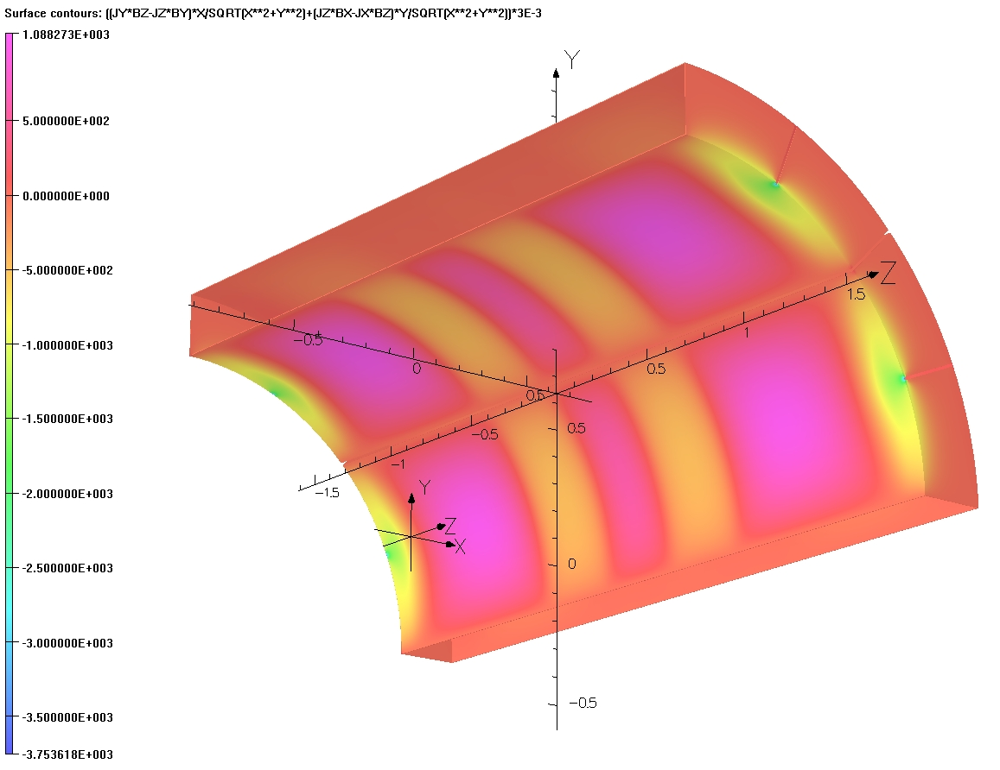 Surface contours: ((JY*BZ-JZ*BY)*X/SQRT(X**2+Y**2)+(JZ*BX-JX*BZ)*Y/SQRT(X**2+Y**2))*3E-3
1.088273E+003
5.000000E+002
0.000000E+000
-5.000000E+002
-1.000000E+003
-1.500000E+003
-2.000000E+003
-2.500000E+003
-3.000000E+003
-3.500000E+003
-3.753618E+003
Y
Z
1.5
1
0.5
-0.5
0
0.5
0.5
-0.5
-1
-1.5
Y
Z
X
0
-0.5